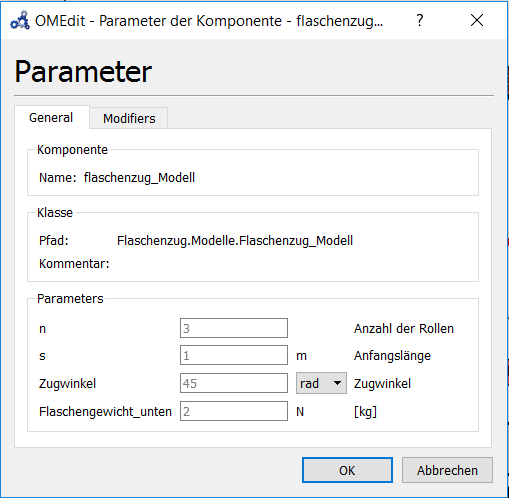 OMEdit - Parameter der Komponente - flaschenzug...
Parameter
General Modifiers
Komponente
Name: flaschenzug_Modell
Klasse
Pfad: Flaschenzug.Modelle.Flaschenzug_Modell
Kommentar:
Parameters
n 3 Anzahl der Rollen
s 1 m Anfangslänge
Zugwinkel 45 rad Zugwinkel
Flaschengewicht_unten 2 N [kg]
OK Abbrechen